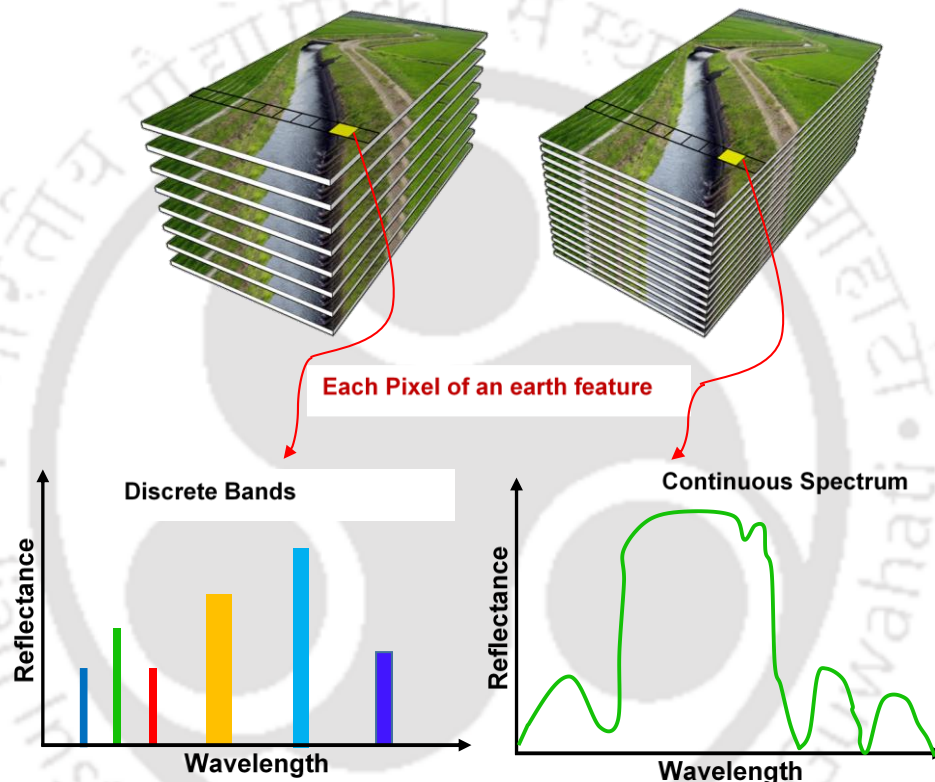 Each Pixel of an earth feature
Discrete Bands
Continuous Spectrum
Reflectance
Reflectance
Wavelength
Wavelength